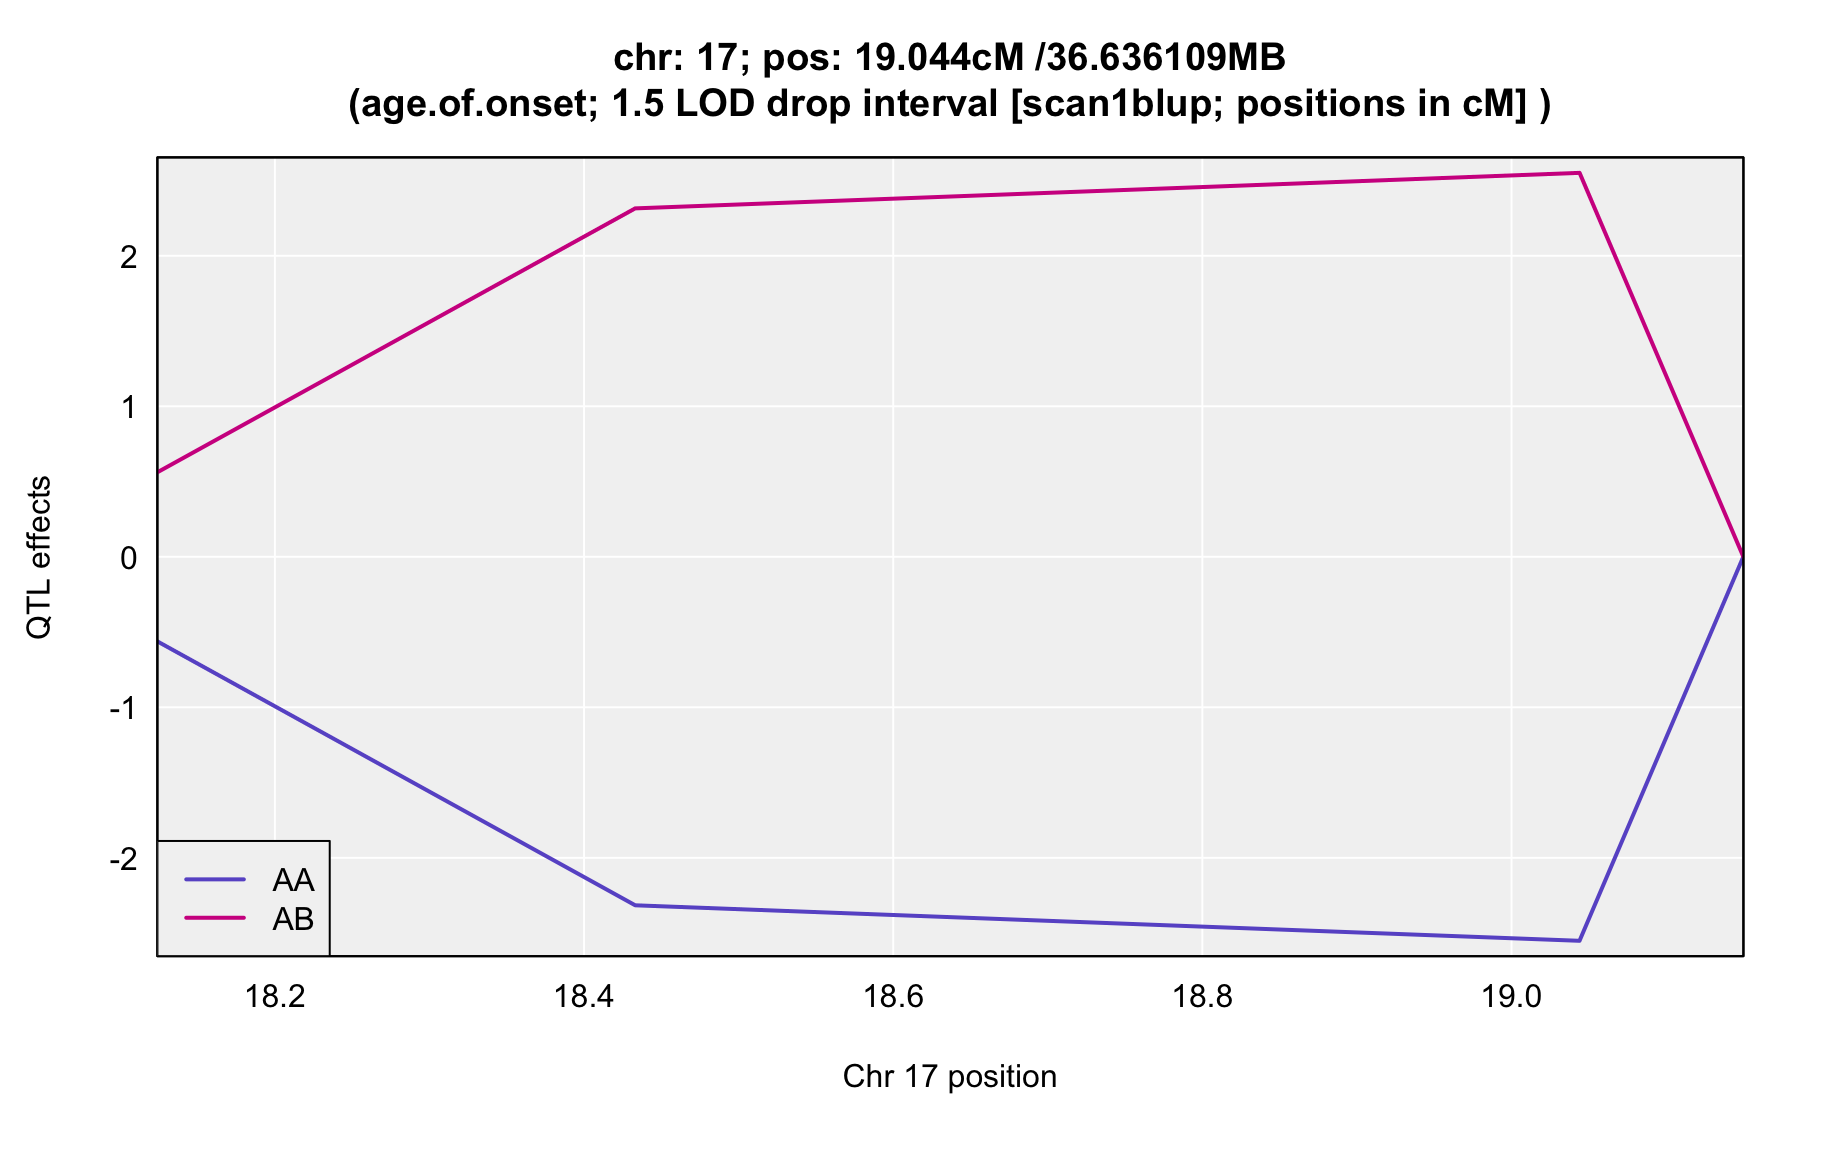 chr: 17; pos: 19.044cM /36.636109MB
(age.of.onset; 1.5 LOD drop interval [scan1blup; positions in cM] )
QTL effects
2
1
0
-1
-2
AA
AB
18.2 18.4 18.6 18.8 19.0
Chr 17 position